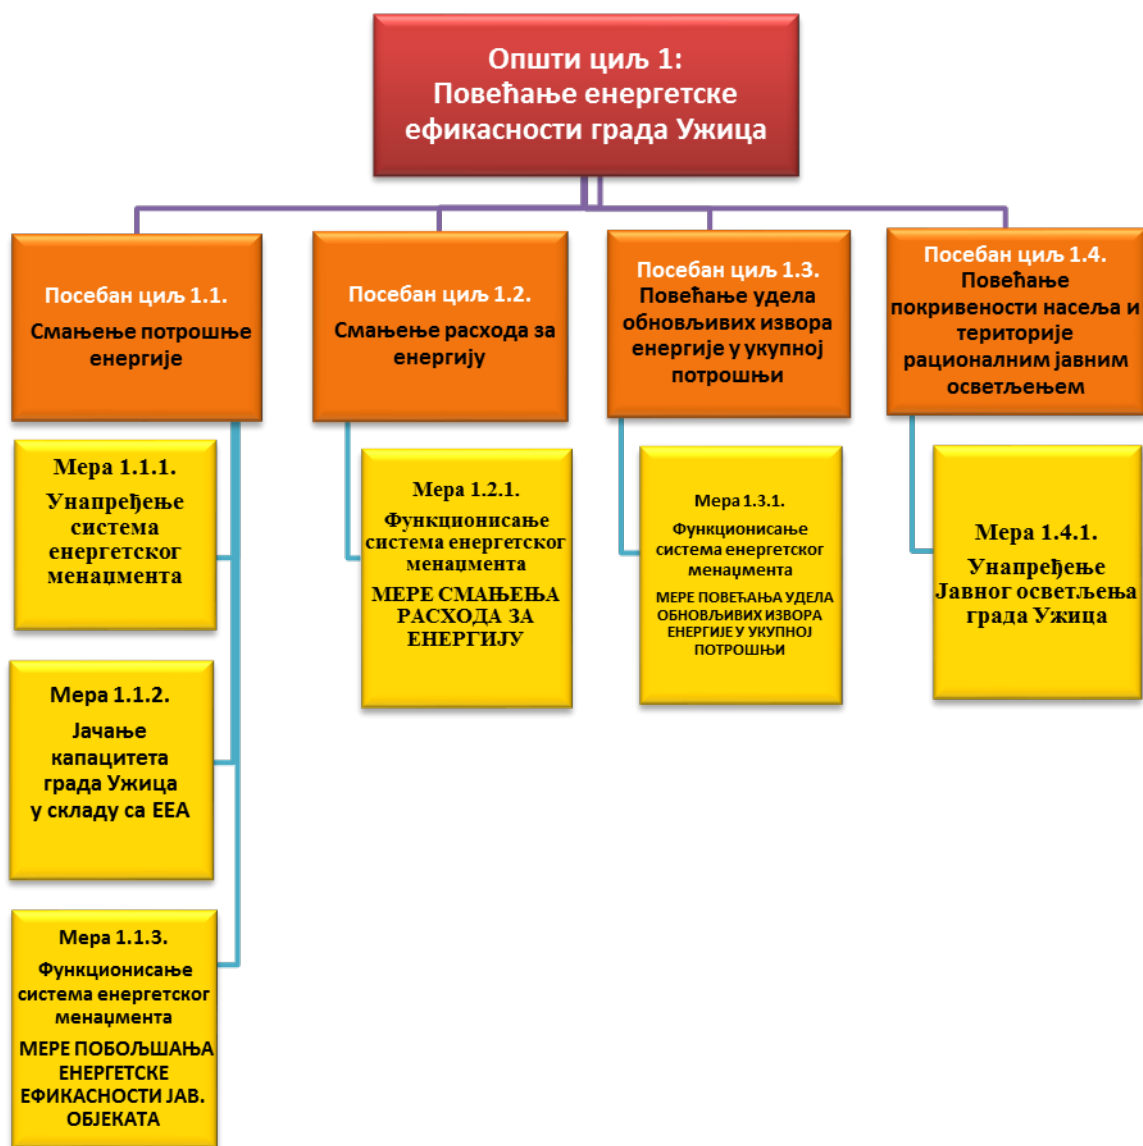 Општи циљ 1:
Повећање енергетске
ефикасности града Ужица
Посебан циљ 1.1.
Смањење потрошње
енергије
Посебан циљ 1.2.
Смањење расхода за
енергију
Посебан циљ 1.3.
Повећање удела
обновљивих извора
енергије у укупној
потрошњи
Посебан циљ 1.4.
Повећање
покривености насеља и
територије
рационалним јавним
осветљењем
Мера 1.1.1.
Унапређење
система
енергетског
менаџмента
Мера 1.1.2.
Јачање
капацитета
града Ужица
у складу са ЕЕА
Мера 1.1.3.
Функционисање
система енергетског
менаџмента
МЕРЕ ПОБОЉШАЊА
ЕНЕРГЕТСКЕ
ЕФИКАСНОСТИ ЈАВ.
ОБЈЕКАТА
Мера 1.2.1.
Функционисање
система енергетског
менаџмента
МЕРЕ СМАЊЕЊА
РАСХОДА ЗА
ЕНЕРГИЈУ
Мера 1.3.1.
Функционисање
система енергетског
менаџмента
МЕРЕ ПОВЕЋАЊА УДЕЛА
ОБНОВЉИВИХ ИЗВОРА
ЕНЕРГИЈЕ У УКУПНОЈ
ПОТРОШЊИ
Мера 1.4.1.
Унапређење
Јавног осветљења
града Ужица